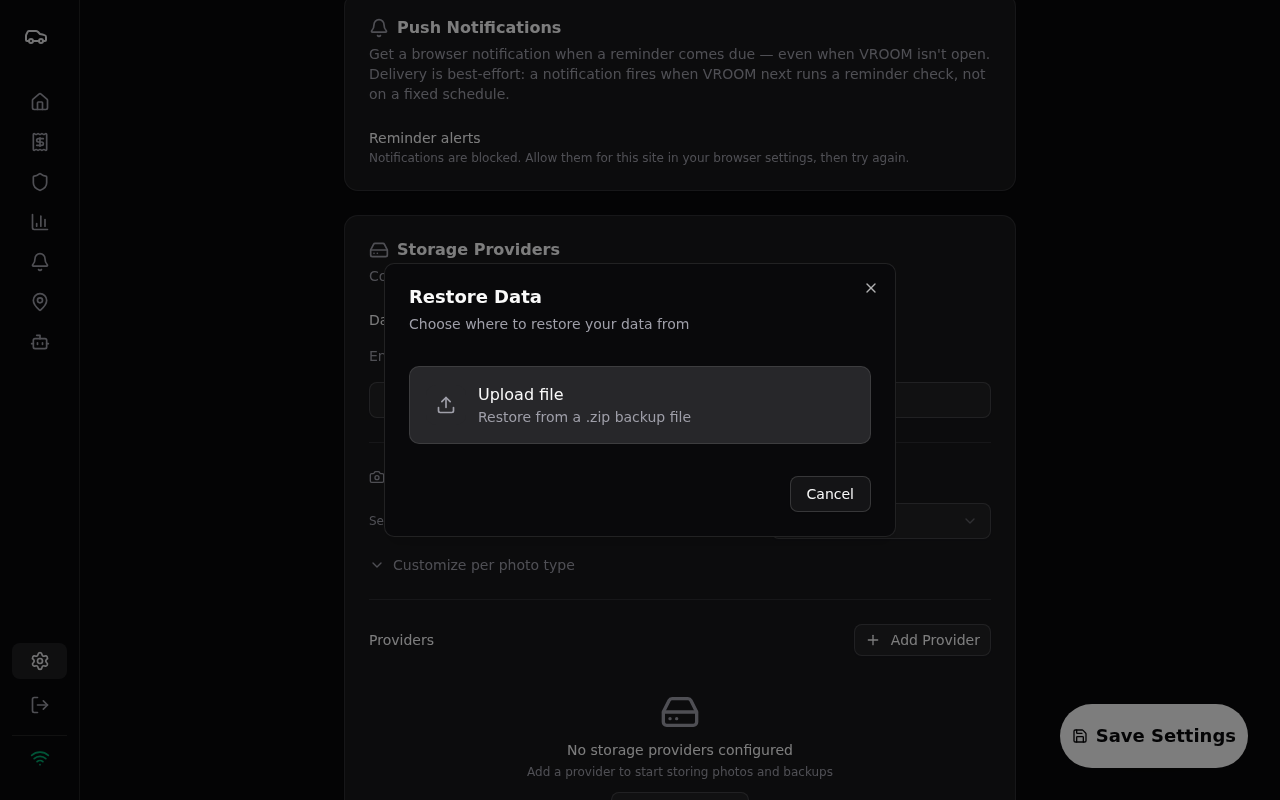 Push Notifications
Get a browser notification when a reminder comes due — even when VROOM isn't open.
Delivery is best-effort: a notification fires when VROOM next runs a reminder check, not
on a fixed schedule.
Reminder alerts
Notifications are blocked. Allow them for this site in your browser settings, then try again.
Storage Providers
Restore Data
Choose where to restore your data from
Upload file
Restore from a .zip backup file
Cancel
Customize per photo type
Providers
Add Provider
No storage providers configured
Add a provider to start storing photos and backups
Save Settings